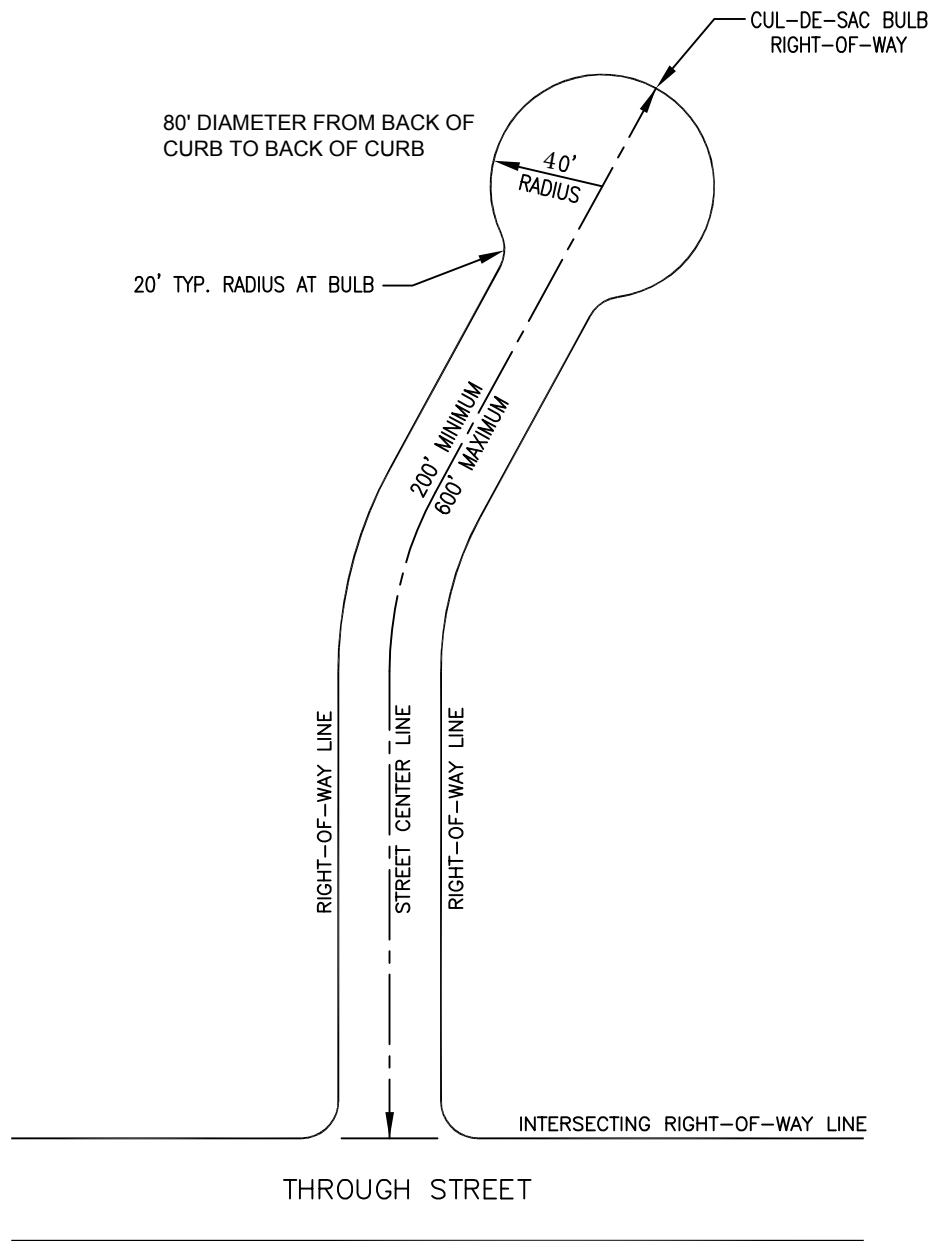 CUL-DE-SAC BULB
RIGHT-OF-WAY
80' DIAMETER FROM BACK OF
CURB TO BACK OF CURB
40'
RADIUS
20' TYP. RADIUS AT BULB
200' MINIMUM
600' MAXIMUM
RIGHT-OF-WAY LINE
STREET CENTER LINE
RIGHT-OF-WAY LINE
INTERSECTING RIGHT-OF-WAY LINE
THROUGH STREET